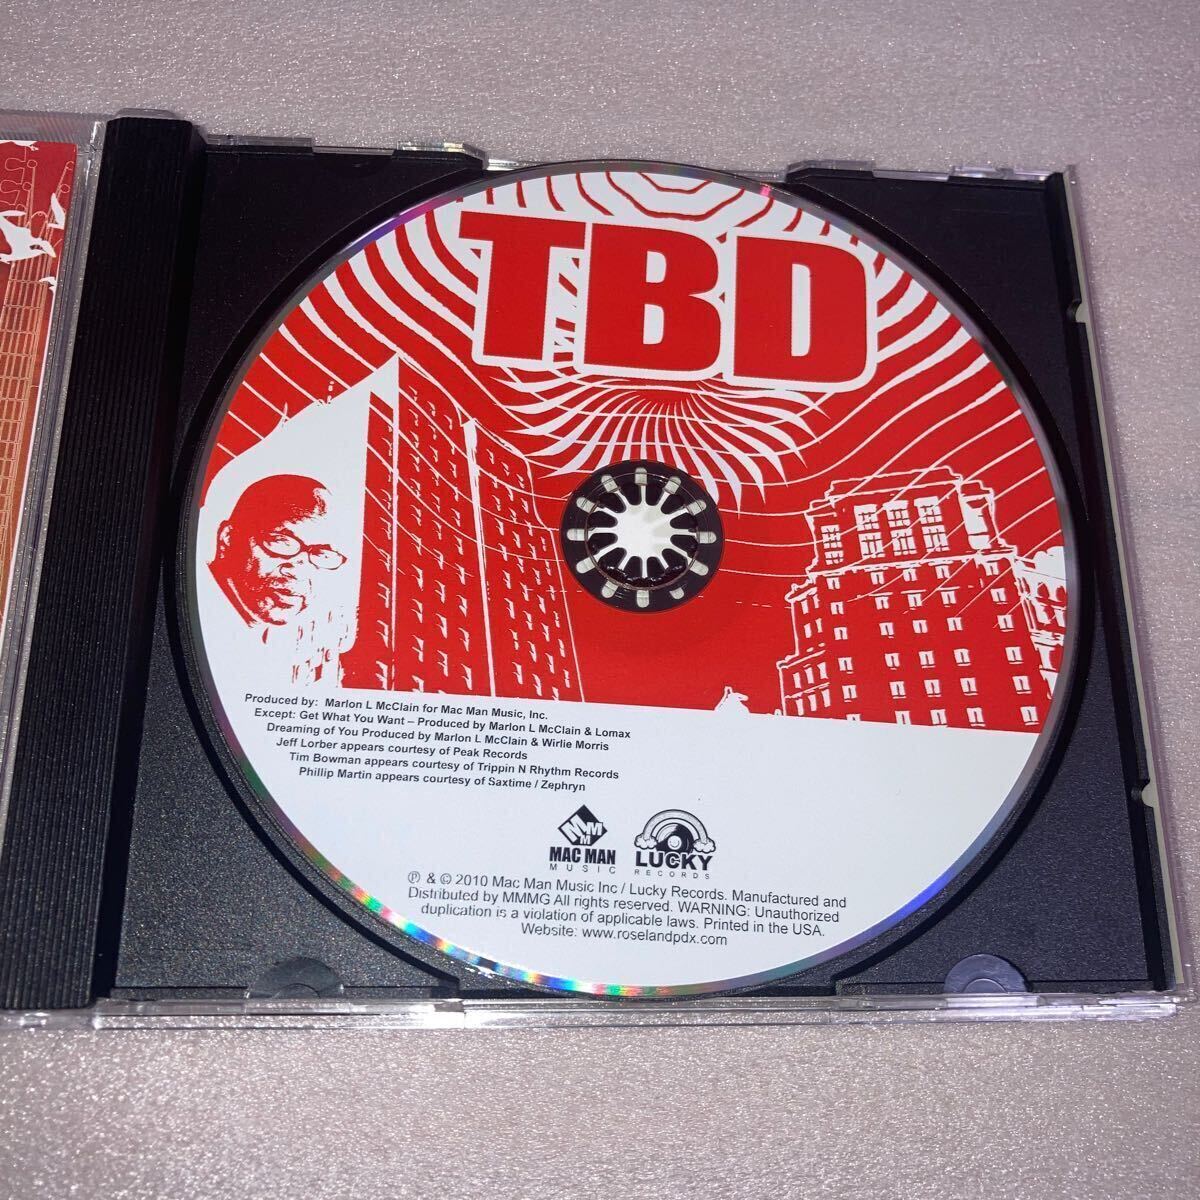 TBD
Produced by: Marlon L McClain for Mac Man Music, Inc.
Except: Get What You Want – Produced by Marlon L McClain & Lomax
Dreaming of You Produced by Marlon L McClain & Wirlie Morris
Jeff Lorber appears courtesy of Peak Records
Tim Bowman appears courtesy of Trippin N Rhythm Records
Phillip Martin appears courtesy of Saxtime / Zephryn
MMM
MAC MAN
MUSIC
LUCKY
RECORDS
℗ & © 2010 Mac Man Music Inc / Lucky Records. Manufactured and
Distributed by MMMG All rights reserved. WARNING: Unauthorized
duplication is a violation of applicable laws. Printed in the USA.
Website: www.roselandpdx.com